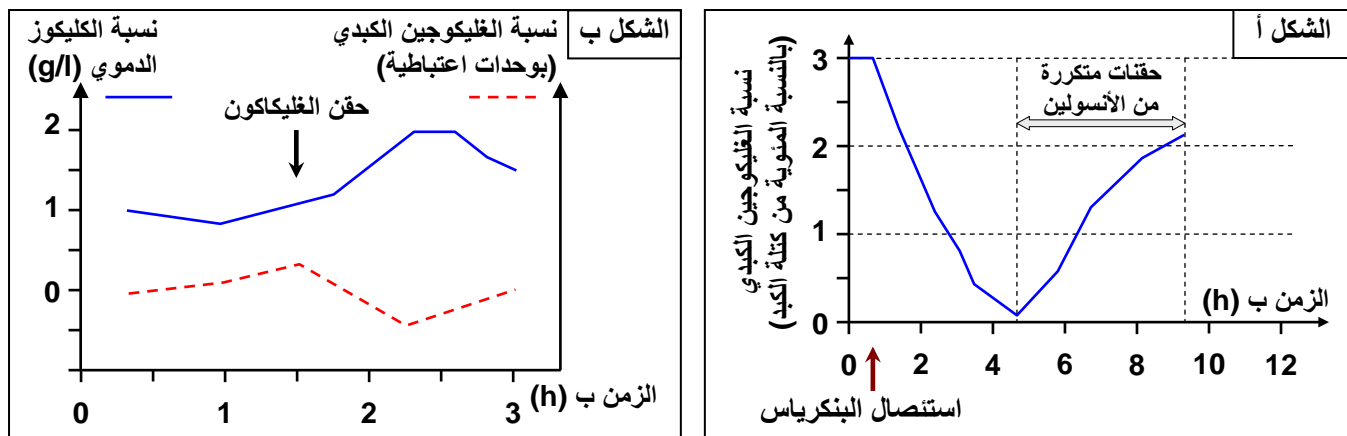 الشكل أ
نسبة الغليكوجين الكبدي
(بالنسبة المئوية من كتلة الكبد)
حقنات متكررة
من الأنسولين
3
2
1
0
0 2 4 6 8 10 12
الزمن ب (h)
استئصال البنكرياس
الشكل ب
نسبة الغليكوجين الكبدي
(بوحدات اعتباطية)
نسبة الكليكوز
الدموي (g/l)
حقن الغليكاكون
2
1
0
0 1 2 3
الزمن ب (h)